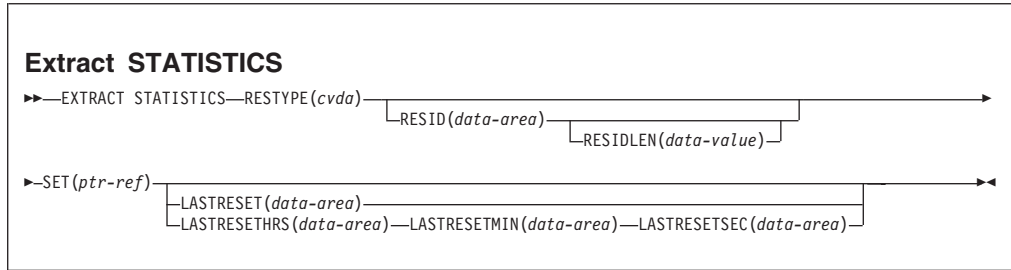 Extract STATISTICS
EXTRACT STATISTICS RESTYPE(cvda)
RESID(data-area)
RESIDLEN(data-value)
SET(ptr-ref)
LASTRESET(data-area)
LASTRESETHRS(data-area) LASTRESETMIN(data-area) LASTRESETSEC(data-area)